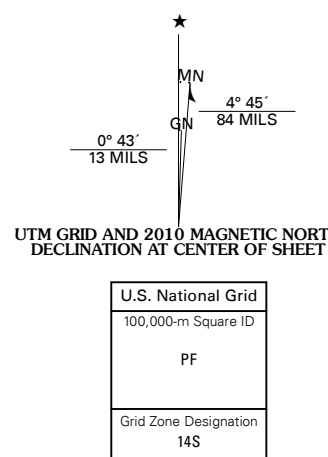 MN
GN
4° 45´
84 MILS
0° 43´
13 MILS
UTM GRID AND 2010 MAGNETIC NORT
DECLINATION AT CENTER OF SHEET
U.S. National Grid
100,000-m Square ID
PF
Grid Zone Designation
14S